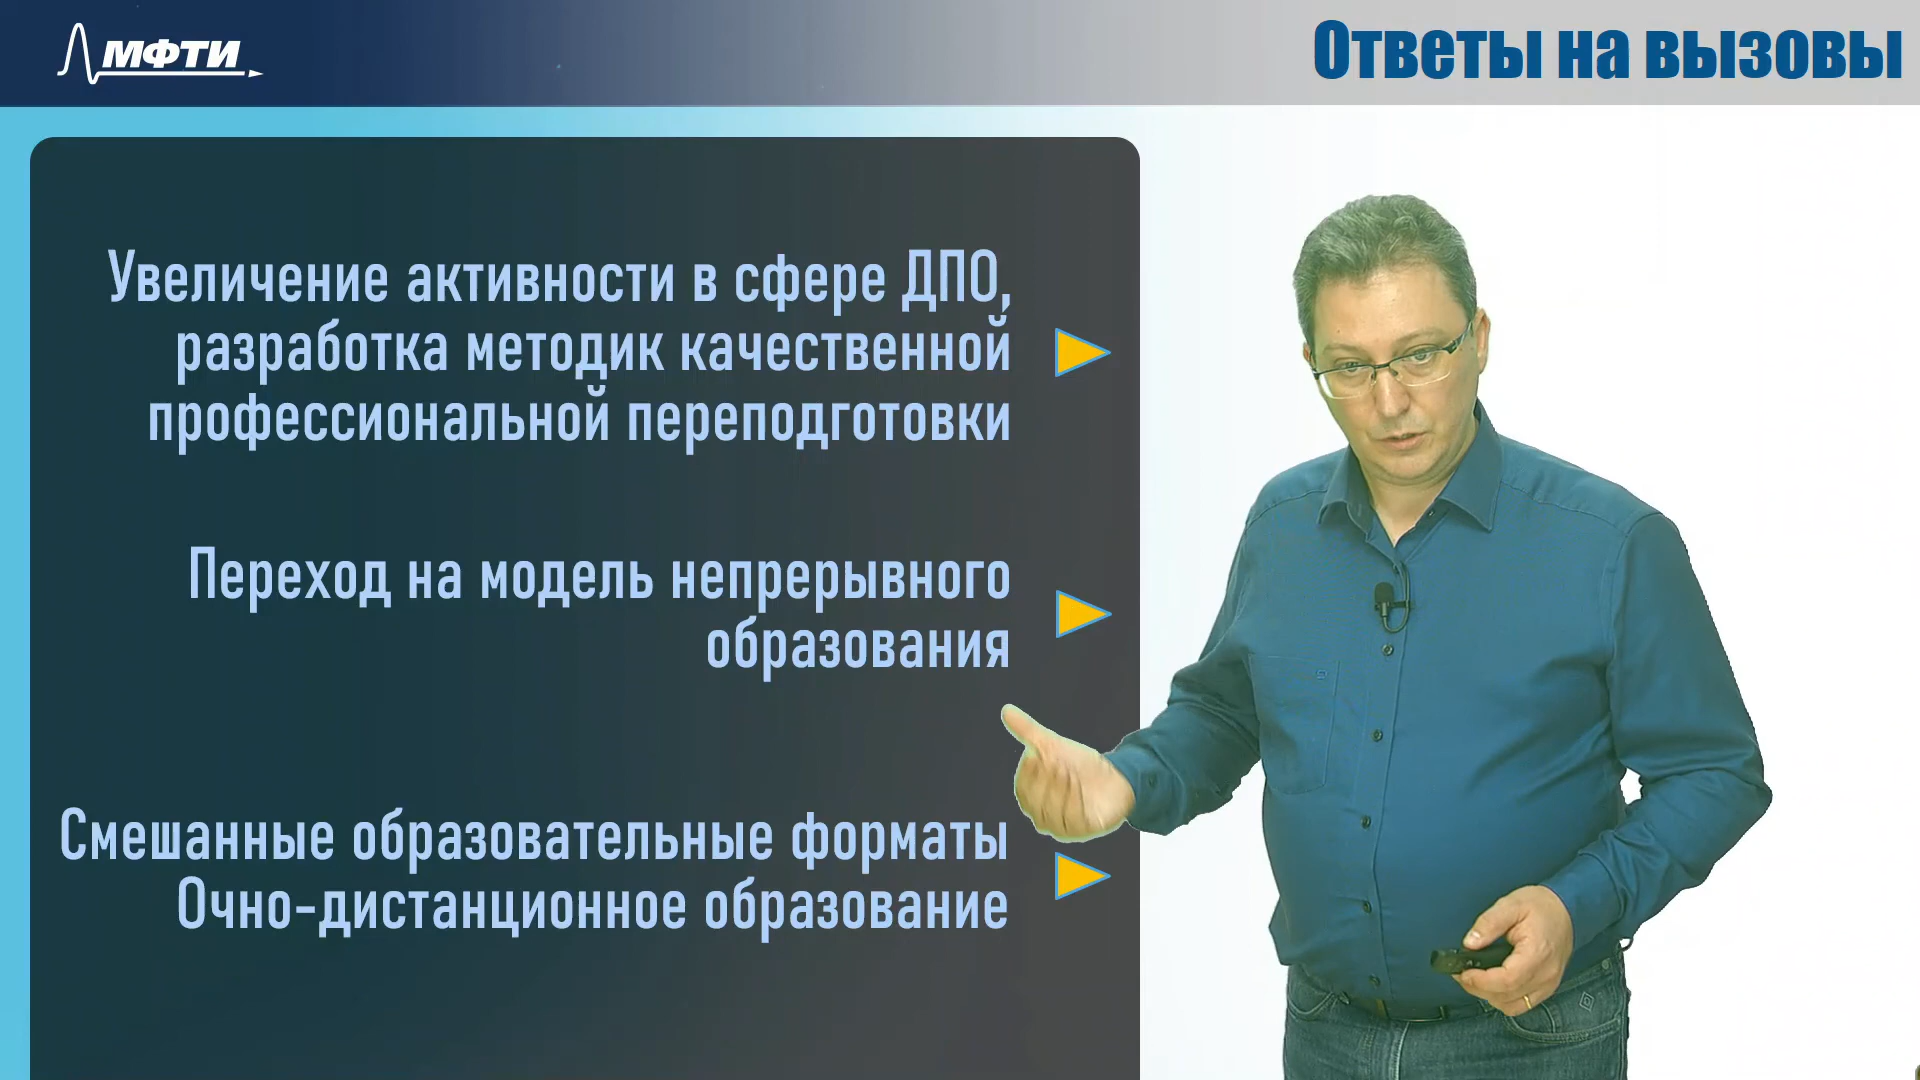 МФТИ
Ответы на вызовы
Увеличение активности в сфере ДПО,
разработка методик качественной
профессиональной переподготовки
Переход на модель непрерывного
образования
Смешанные образовательные форматы
Очно-дистанционное образование